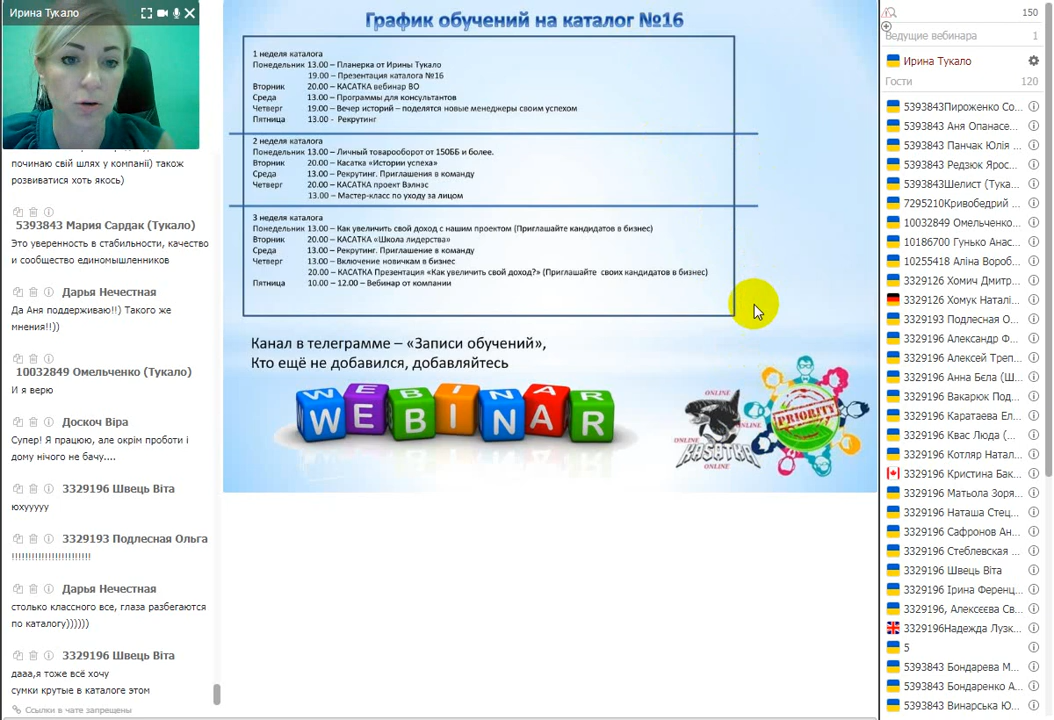 Ирина Тукало
починаю свій шлях у компанії) також
розвиватися хоть якось)
5393843 Мария Сардак (Тукало)
Это уверенность в стабильности, качество
и сообщество единомышленников
Дарья Нечестная
Да Аня поддерживаю!!) Такого же
мнения!!))
10032849 Омельченко (Тукало)
И я верю
Доскоч Віра
Супер! Я працюю, але окрім проботи і
дому нічого не бачу....
3329196 Швець Віта
юхууууу
3329193 Подлесная Ольга
!!!!!!!!!!!!!!!!!!!!!!!!
Дарья Нечестная
столько классного все, глаза разбегаются
по каталогу))))))
3329196 Швець Віта
дааа,я тоже всё хочу
сумки крутые в каталоге этом
Ссылки в чате запрещены
График обучений на каталог №16
1 неделя каталога
Понедельник 13.00 – Планерка от Ирины Тукало
19.00 – Презентация каталога №16
Вторник 20.00 – КАСАТКА вебинар ВО
Среда 13.00 – Программы для консультантов
Четверг 19.00 – Вечер историй – поделятся новые менеджеры своим успехом
Пятница 13.00 - Рекрутинг
2 неделя каталога
Понедельник 13.00 – Личный товарооборот от 150ББ и более.
Вторник 20.00 – Касатка «Истории успеха»
Среда 13.00 – Рекрутинг. Приглашения в команду
Четверг 20.00 – КАСАТКА проект Вэлнэс
13.00 – Мастер-класс по уходу за лицом
3 неделя каталога
Понедельник 13.00 – Как увеличить свой доход с нашим проектом (Приглашайте кандидатов в бизнес)
Вторник 20.00 – КАСАТКА «Школа лидерства»
Среда 13.00 – Рекрутинг. Приглашение в команду
Четверг 13.00 – Включение новичкам в бизнес
20.00 – КАСАТКА Презентация «Как увеличить свой доход?» (Приглашайте своих кандидатов в бизнес)
Пятница 10.00 – 12.00 – Вебинар от компании
Канал в телеграмме – «Записи обучений»,
Кто ещё не добавился, добавляйтесь
WEBINAR
WEBINAR
ONLINE
ONLINE
ONLINE
KASATKA
ONLINE
PRIORITY
150
Ведущие вебинара 1
Ирина Тукало
Гости 120
5393843Пироженко Со...
5393843 Аня Опанасе...
5393843 Панчак Юлія ...
5393843 Редзюк Ярос...
5393843Шелист (Тука...
7295210Кривобедрий ...
10032849 Омельченко...
10186700 Гунько Анас...
10255418 Аліна Вороб...
3329126 Хомич Дмитр...
3329126 Хомук Наталі...
3329193 Подлесная О...
3329196 Александр Ф...
3329196 Алексей Треп...
3329196 Анна Бєла (Ш...
3329196 Вакарюк Под...
3329196 Каратаева Ел...
3329196 Квас Люда (...
3329196 Котляр Натал...
3329196 Кристина Бак...
3329196 Матьола Зоря...
3329196 Наташа Стец...
3329196 Сафронов Ан...
3329196 Стеблевская ...
3329196 Швець Віта
3329196 Ірина Ференц...
3329196, Алексєєва Св...
3329196Надежда Лузк...
5
5393843 Бондарева М...
5393843 Бондаренко А...
5393843 Винарська Ю...